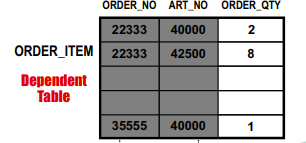 ORDER_NO ART_NO ORDER_QTY
22333 40000 2
ORDER_ITEM 22333 42500 8
Dependent
Table
35555 40000 1